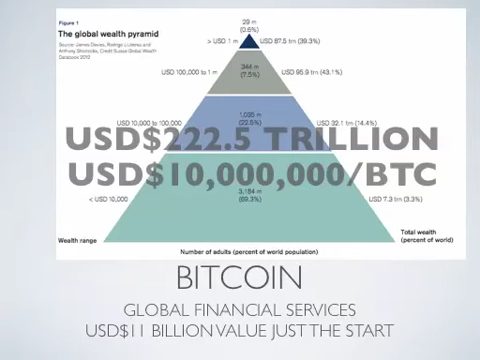 Figure 1
The global wealth pyramid
Source: James Davies, Rodrigo Lluberas and
Anthony Shorrocks, Credit Suisse Global Wealth
Databook 2012
29 m
(0.6%)
> USD 1 m
USD 87.5 trn (39.3%)
344 m
(7.5%)
USD 100,000 to 1 m
USD 95.9 trn (43.1%)
1,035 m
(22.5%)
USD 10,000 to 100,000
USD 32.1 trn (14.4%)
USD$222.5 TRILLION
USD$10,000,000/BTC
3,184 m
(69.3%)
< USD 10,000
USD 7.3 trn (3.3%)
Wealth range
Total wealth
(percent of world)
Number of adults (percent of world population)
BITCOIN
GLOBAL FINANCIAL SERVICES
USD$11 BILLION VALUE JUST THE START